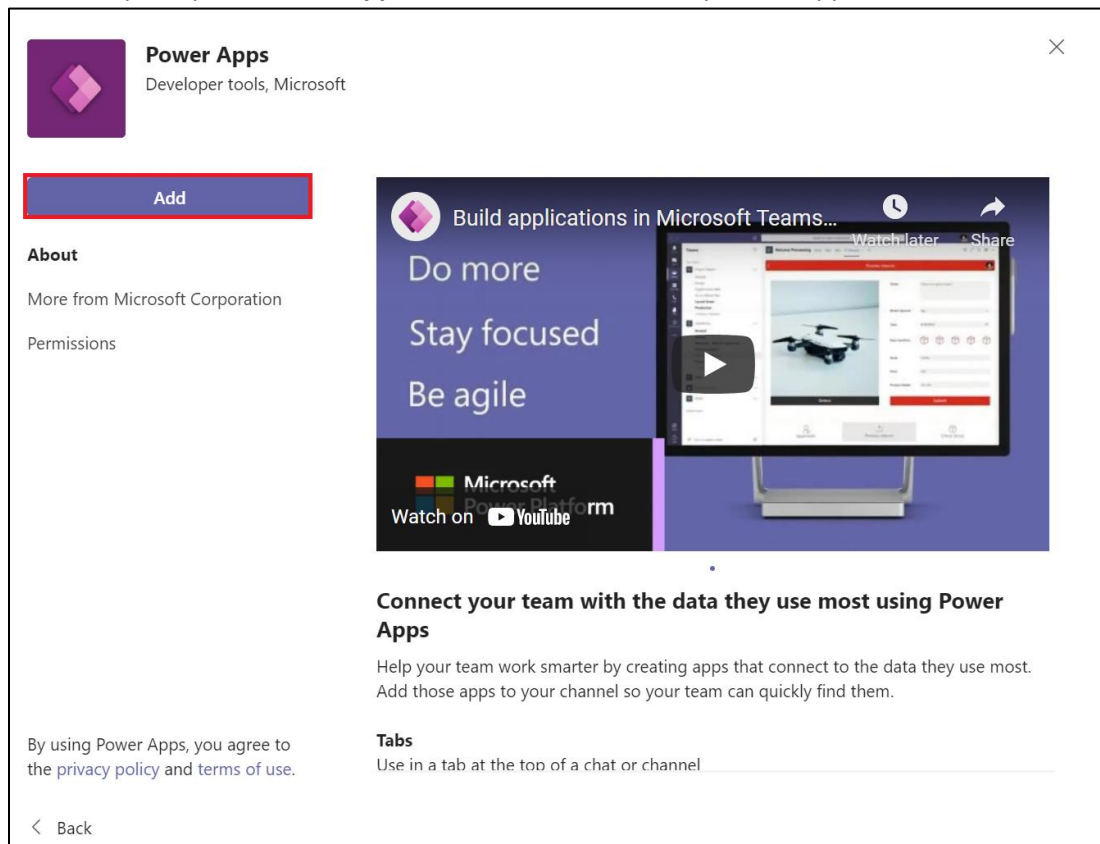 Power Apps
Developer tools, Microsoft
Add
About
More from Microsoft Corporation
Permissions
Build applications in Microsoft Teams...
Watch later
Share
Do more
Stay focused
Be agile
Microsoft
Power Platform
Watch on YouTube
Connect your team with the data they use most using Power
Apps
Help your team work smarter by creating apps that connect to the data they use most.
Add those apps to your channel so your team can quickly find them.
Tabs
Use in a tab at the top of a chat or channel
By using Power Apps, you agree to
the privacy policy and terms of use.
Back